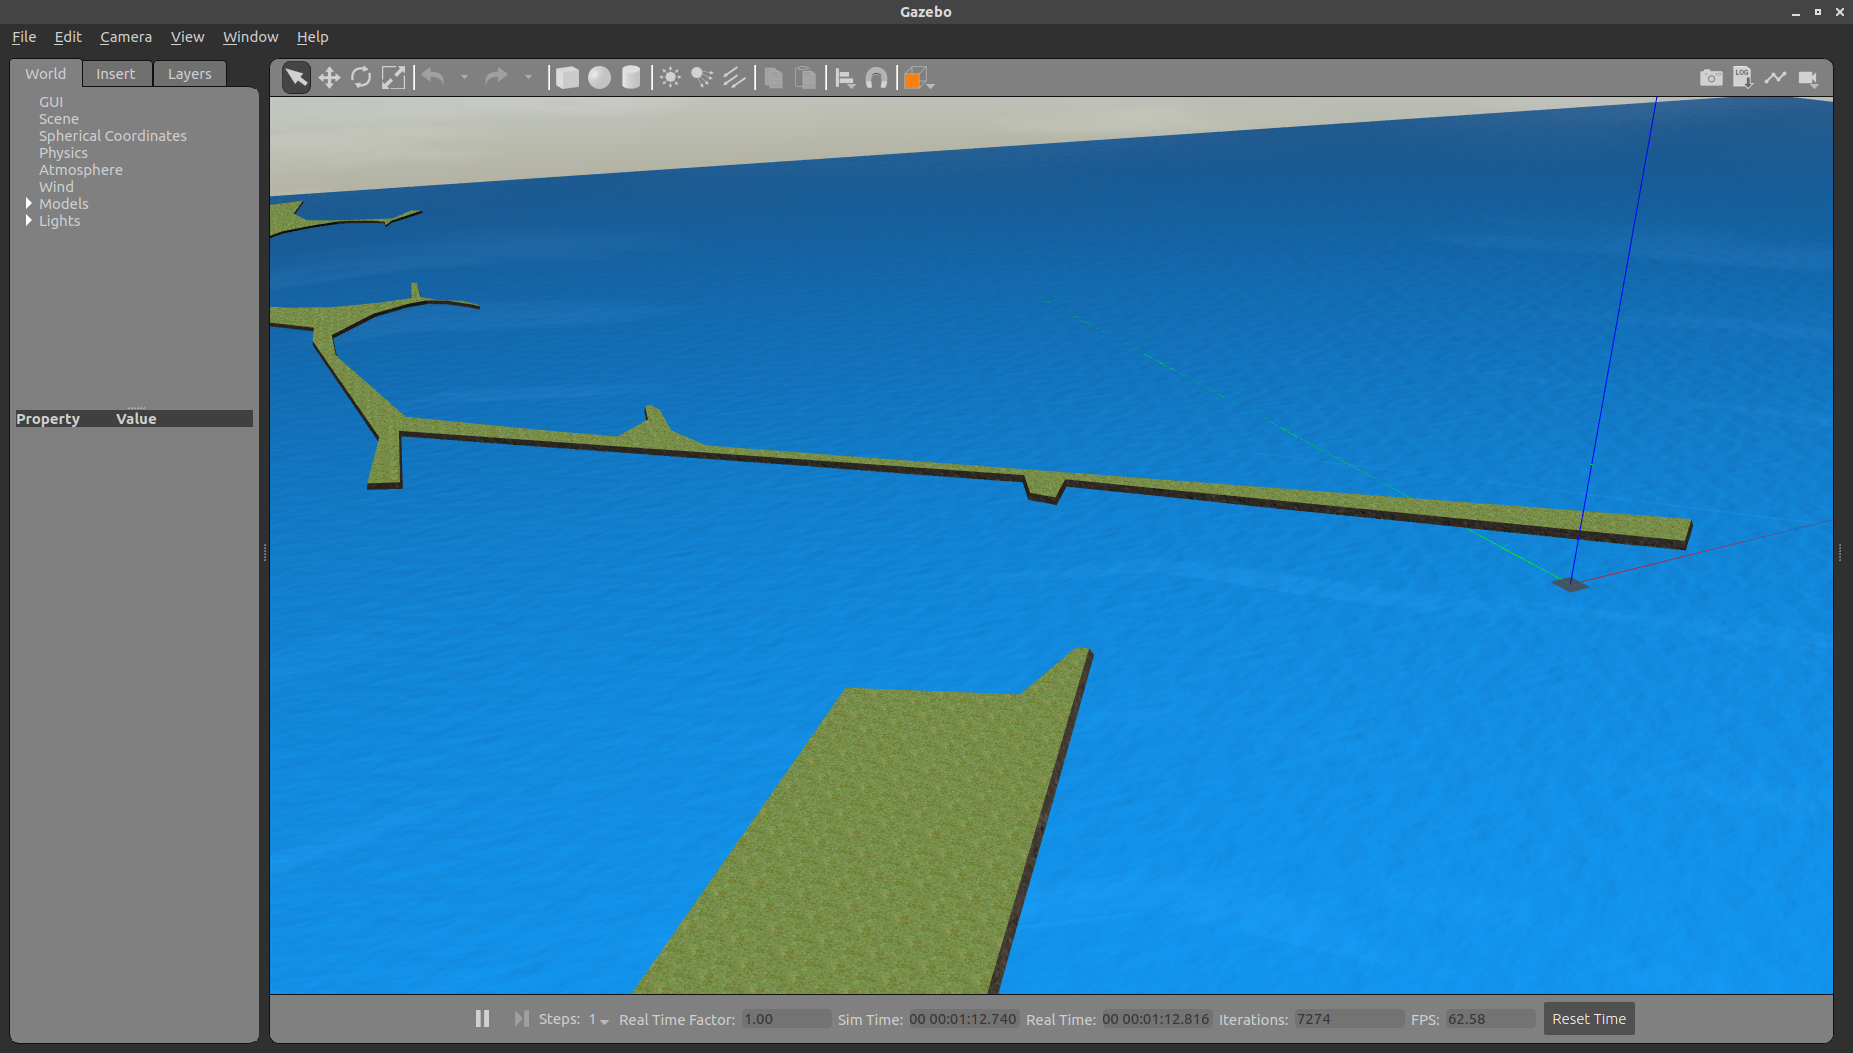 Gazebo
File Edit Camera View Window Help
World Insert Layers
LOG
GUI
Scene
Spherical Coordinates
Physics
Atmosphere
Wind
Models
Lights
Property Value
Steps: 1 Real Time Factor: 1.00 Sim Time: 00 00:01:12.740 Real Time: 00 00:01:12.816 Iterations: 7274 FPS: 62.58 Reset Time